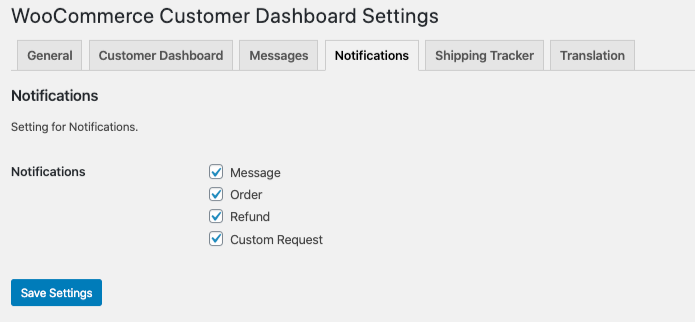 WooCommerce Customer Dashboard Settings
General Customer Dashboard Messages Notifications Shipping Tracker Translation
Notifications
Setting for Notifications.
Notifications
Message
Order
Refund
Custom Request
Save Settings